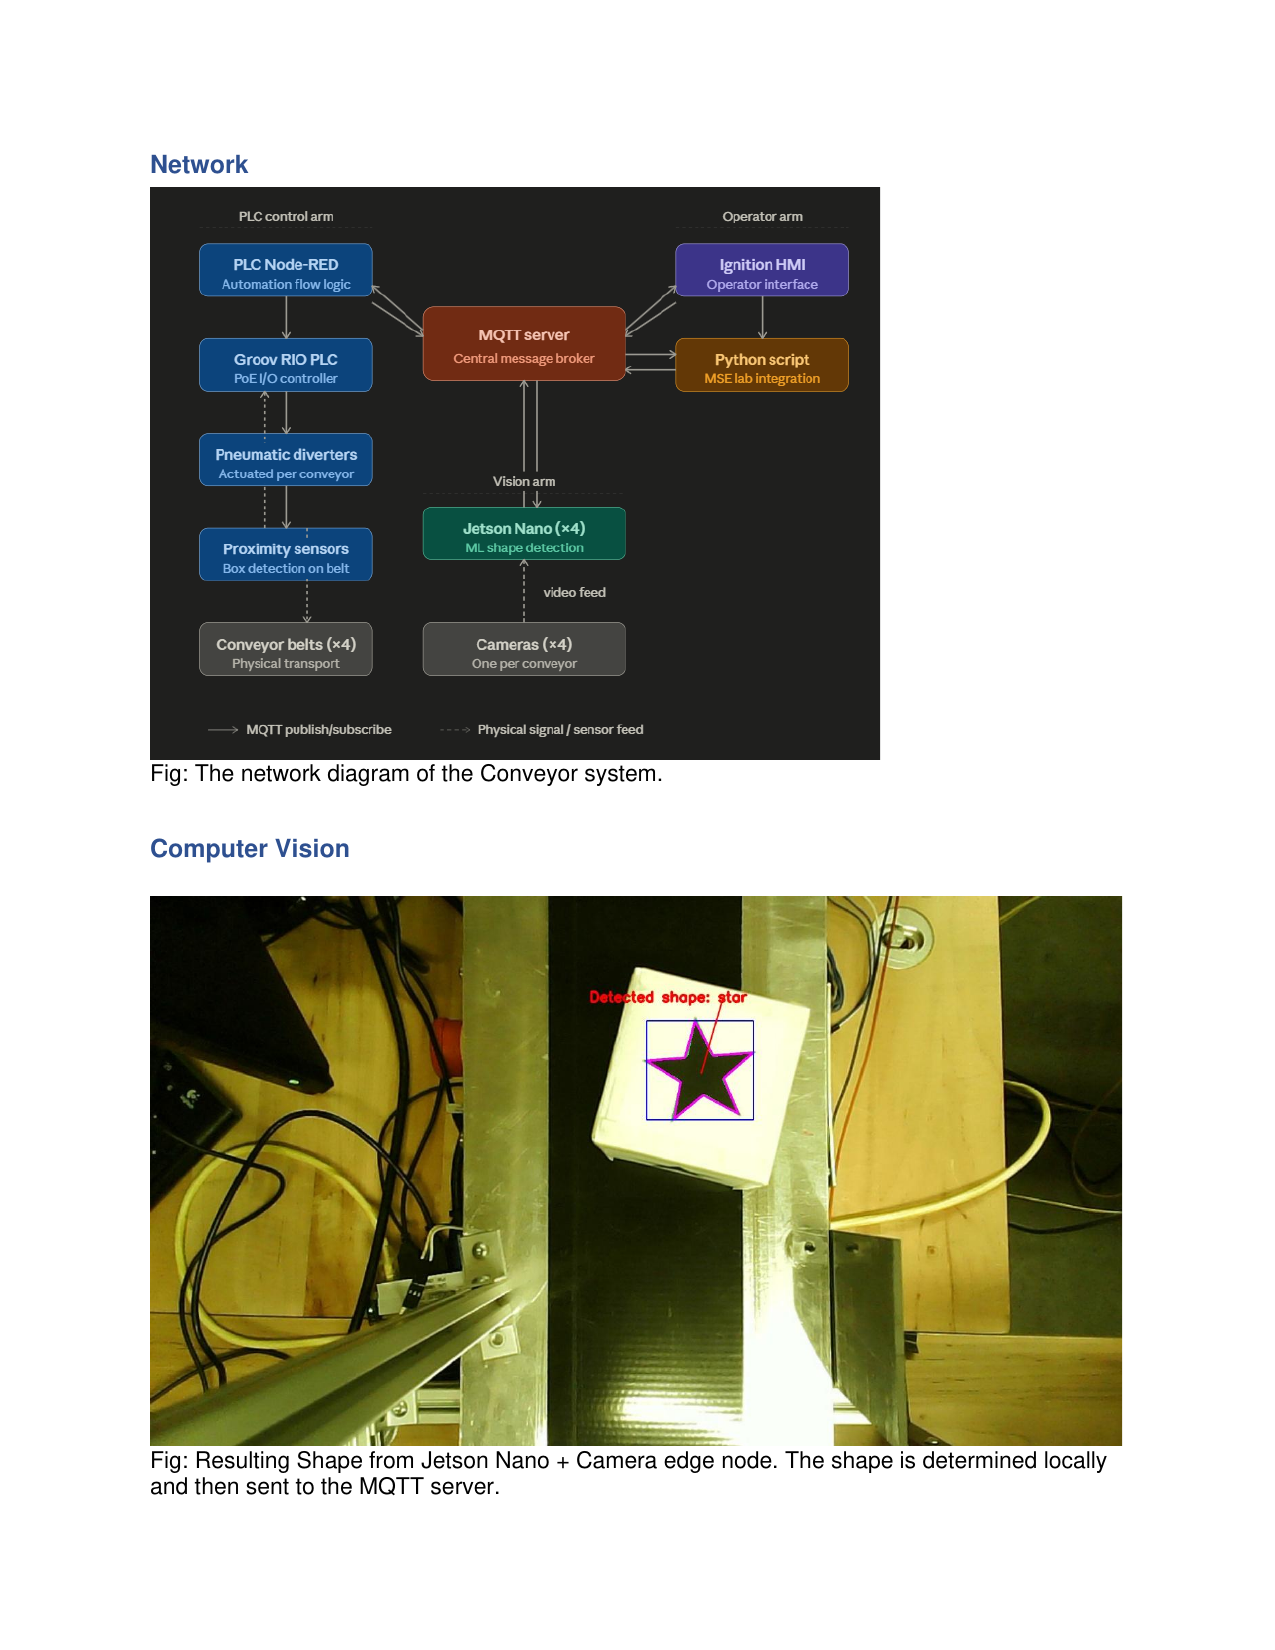 Network
PLC control arm
Operator arm
PLC Node-RED
Automation flow logic
Ignition HMI
Operator interface
MQTT server
Central message broker
Groov RIO PLC
PoE I/O controller
Python script
MSE lab integration
Pneumatic diverters
Actuated per conveyor
Vision arm
Jetson Nano (×4)
ML shape detection
Proximity sensors
Box detection on belt
video feed
Conveyor belts (×4)
Physical transport
Cameras (×4)
One per conveyor
MQTT publish/subscribe
Physical signal / sensor feed
Fig: The network diagram of the Conveyor system.
Computer Vision
Detected shape: star
Fig: Resulting Shape from Jetson Nano + Camera edge node. The shape is determined locally
and then sent to the MQTT server.